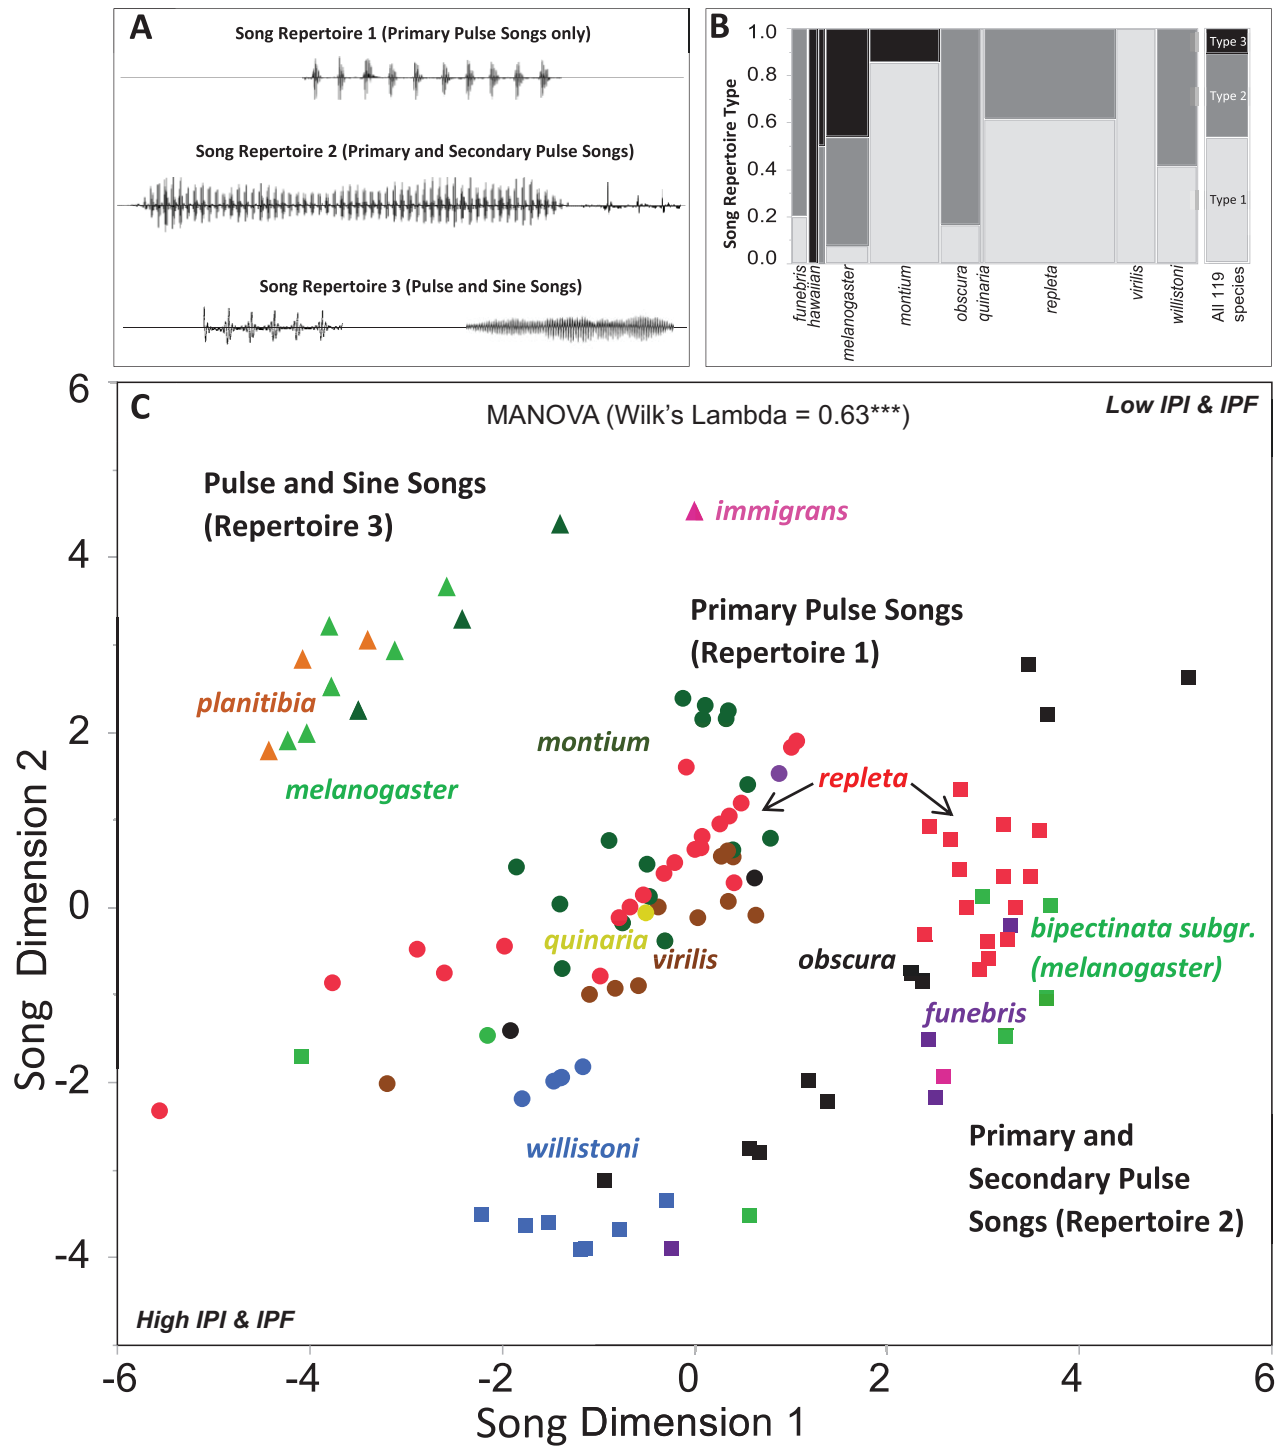 A
Song Repertoire 1 (Primary Pulse Songs only)
Song Repertoire 2 (Primary and Secondary Pulse Songs)
Song Repertoire 3 (Pulse and Sine Songs)
B
Song Repertoire Type
1.0
0.8
0.6
0.4
0.2
0.0
funebris
hawaiian
melanogaster
montium
obscura
quinaria
repleta
virilis
willistoni
All 119
species
Type 3
Type 2
Type 1
C
MANOVA (Wilk's Lambda = 0.63***)
Low IPI & IPF
Pulse and Sine Songs
(Repertoire 3)
immigrans
Primary Pulse Songs
(Repertoire 1)
planitibia
montium
melanogaster
repleta
quinaria
virilis
obscura
bipectinata subgr.
(melanogaster)
funebris
willistoni
Primary and
Secondary Pulse
Songs (Repertoire 2)
High IPI & IPF
Song Dimension 2
6
4
2
0
-2
-4
-6
-4
-2
0
2
4
6
Song Dimension 1